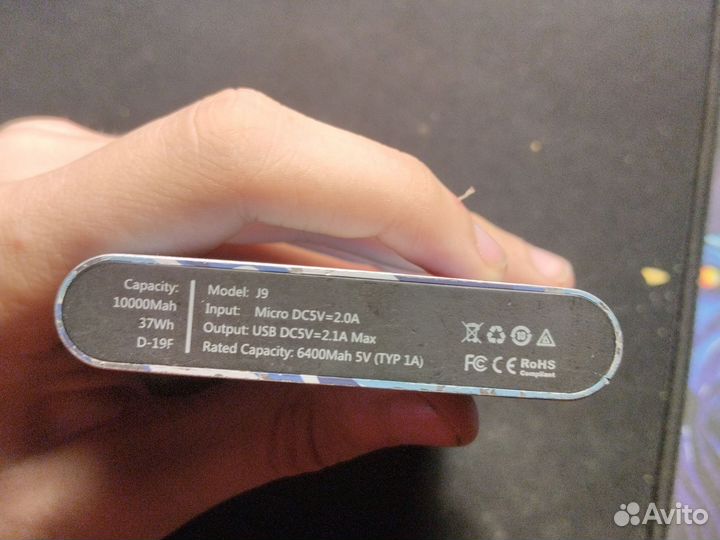 Capacity:
10000Mah
37Wh
D-19F
Model: J9
Input: Micro DC5V=2.0A
Output: USB DC5V=2.1A Max
Rated Capacity: 6400Mah 5V (TYP 1A)
10
FC CE RoHS
Compliant
Avito